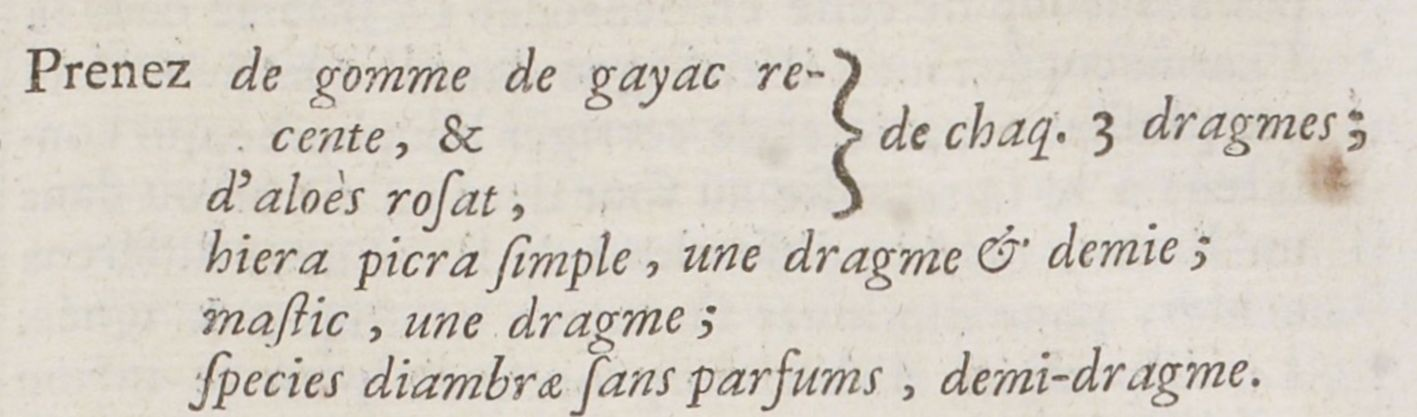 Prenez de gomme de gayac re-
cente, &
d'aloès roſat,
} de chaq. 3 dragmes;
hiera picra ſimple, une dragme & demie;
maſtic, une dragme;
ſpecies diambræ ſans parfums, demi-dragme.